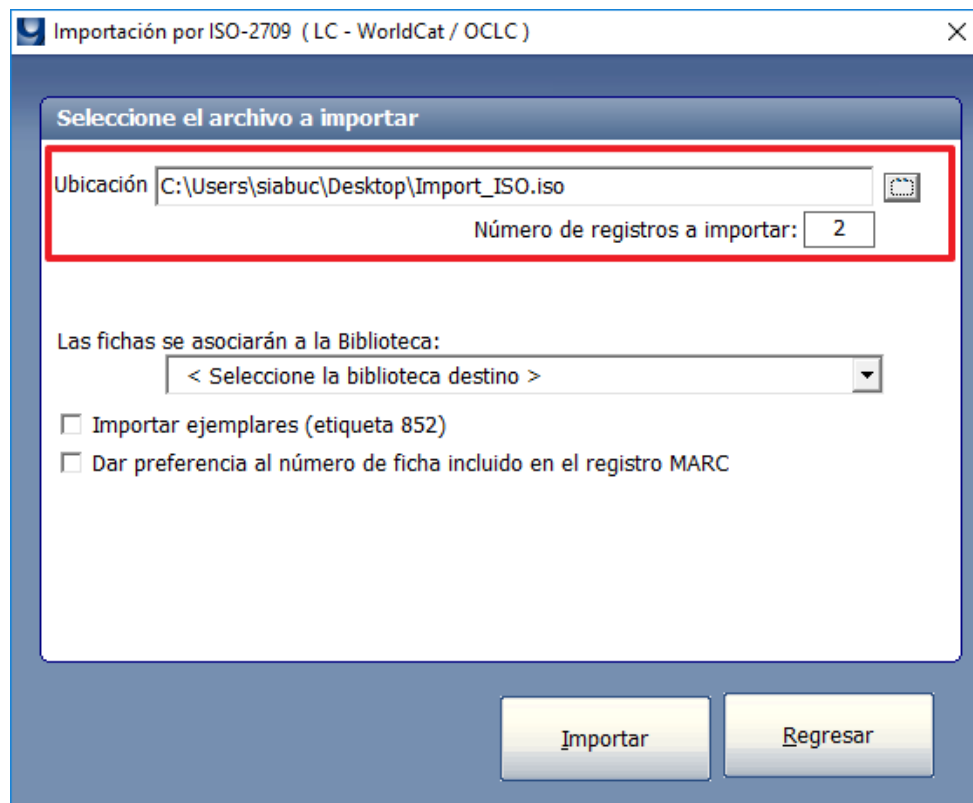 Importación por ISO-2709 ( LC - WorldCat / OCLC )
Seleccione el archivo a importar
Ubicación C:\Users\siabuc\Desktop\Import_ISO.iso
Número de registros a importar: 2
Las fichas se asociarán a la Biblioteca:
< Seleccione la biblioteca destino >
Importar ejemplares (etiqueta 852)
Dar preferencia al número de ficha incluido en el registro MARC
Importar Regresar